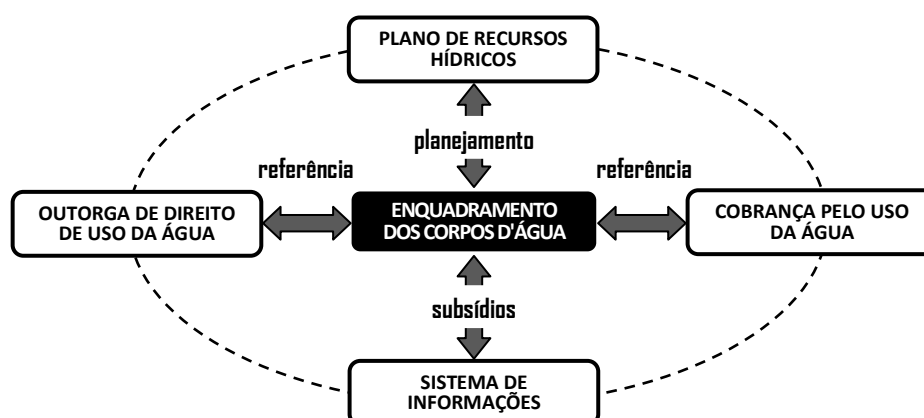 PLANO DE RECURSOS
HÍDRICOS
planejamento
referência
referência
OUTORGA DE DIREITO
DE USO DA ÁGUA
ENQUADRAMENTO
DOS CORPOS D'ÁGUA
COBRANÇA PELO USO
DA ÁGUA
subsídios
SISTEMA DE
INFORMAÇÕES